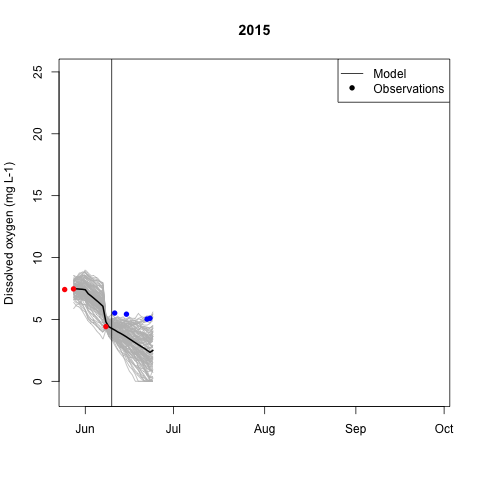 2015
Model
Observations
Dissolved oxygen (mg L-1)
25
20
15
10
5
0
Jun
Jul
Aug
Sep
Oct